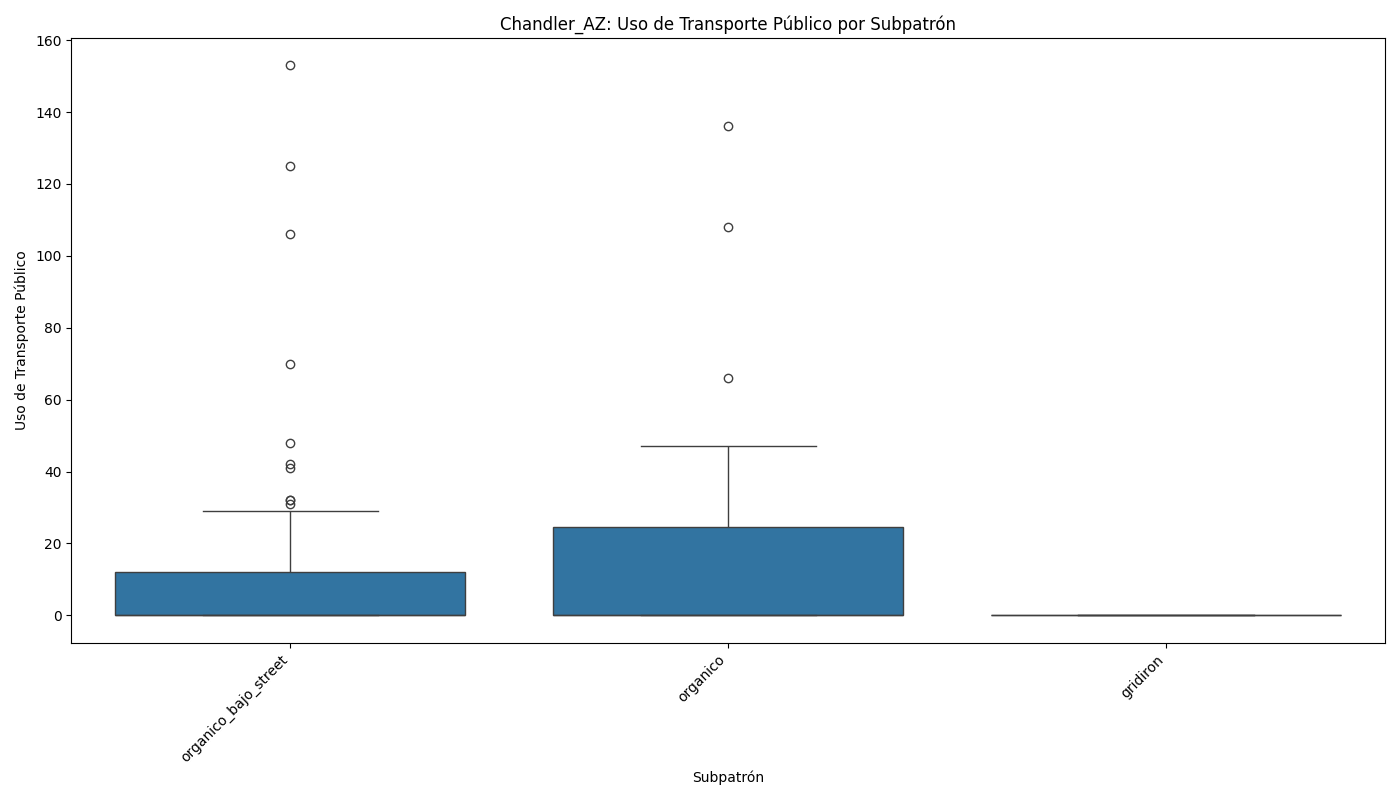 Chandler_AZ: Uso de Transporte Público por Subpatrón
160
140
120
100
80
60
40
20
0
Uso de Transporte Público
organico_bajo_street
organico
gridiron
Subpatrón